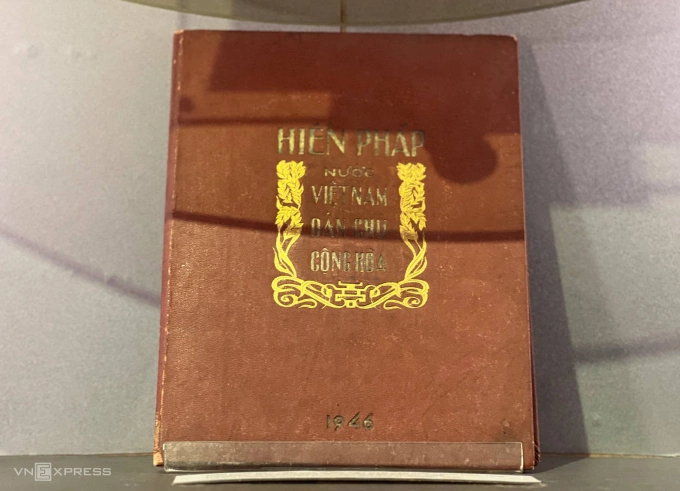 HIẾN PHÁP
NƯỚC
VIỆT NAM
DÂN CHỦ
CỘNG HÒA
1946
VNEXPRESS